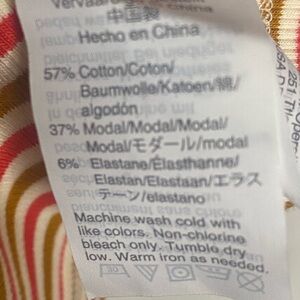 中国製
Hecho en China
57% Cotton/Coton/
Baumwolle/Katoen/綿/
algodón
37% Modal/Modal/Modal/
Modal/モダール/modal
6% Elastane/Élasthanne/
Elastan/Elastaan/エラス
テーン/elastano
Machine wash cold with
like colors. Non-chlorine
bleach only. Tumble dry
low. Warm iron as needed.
30